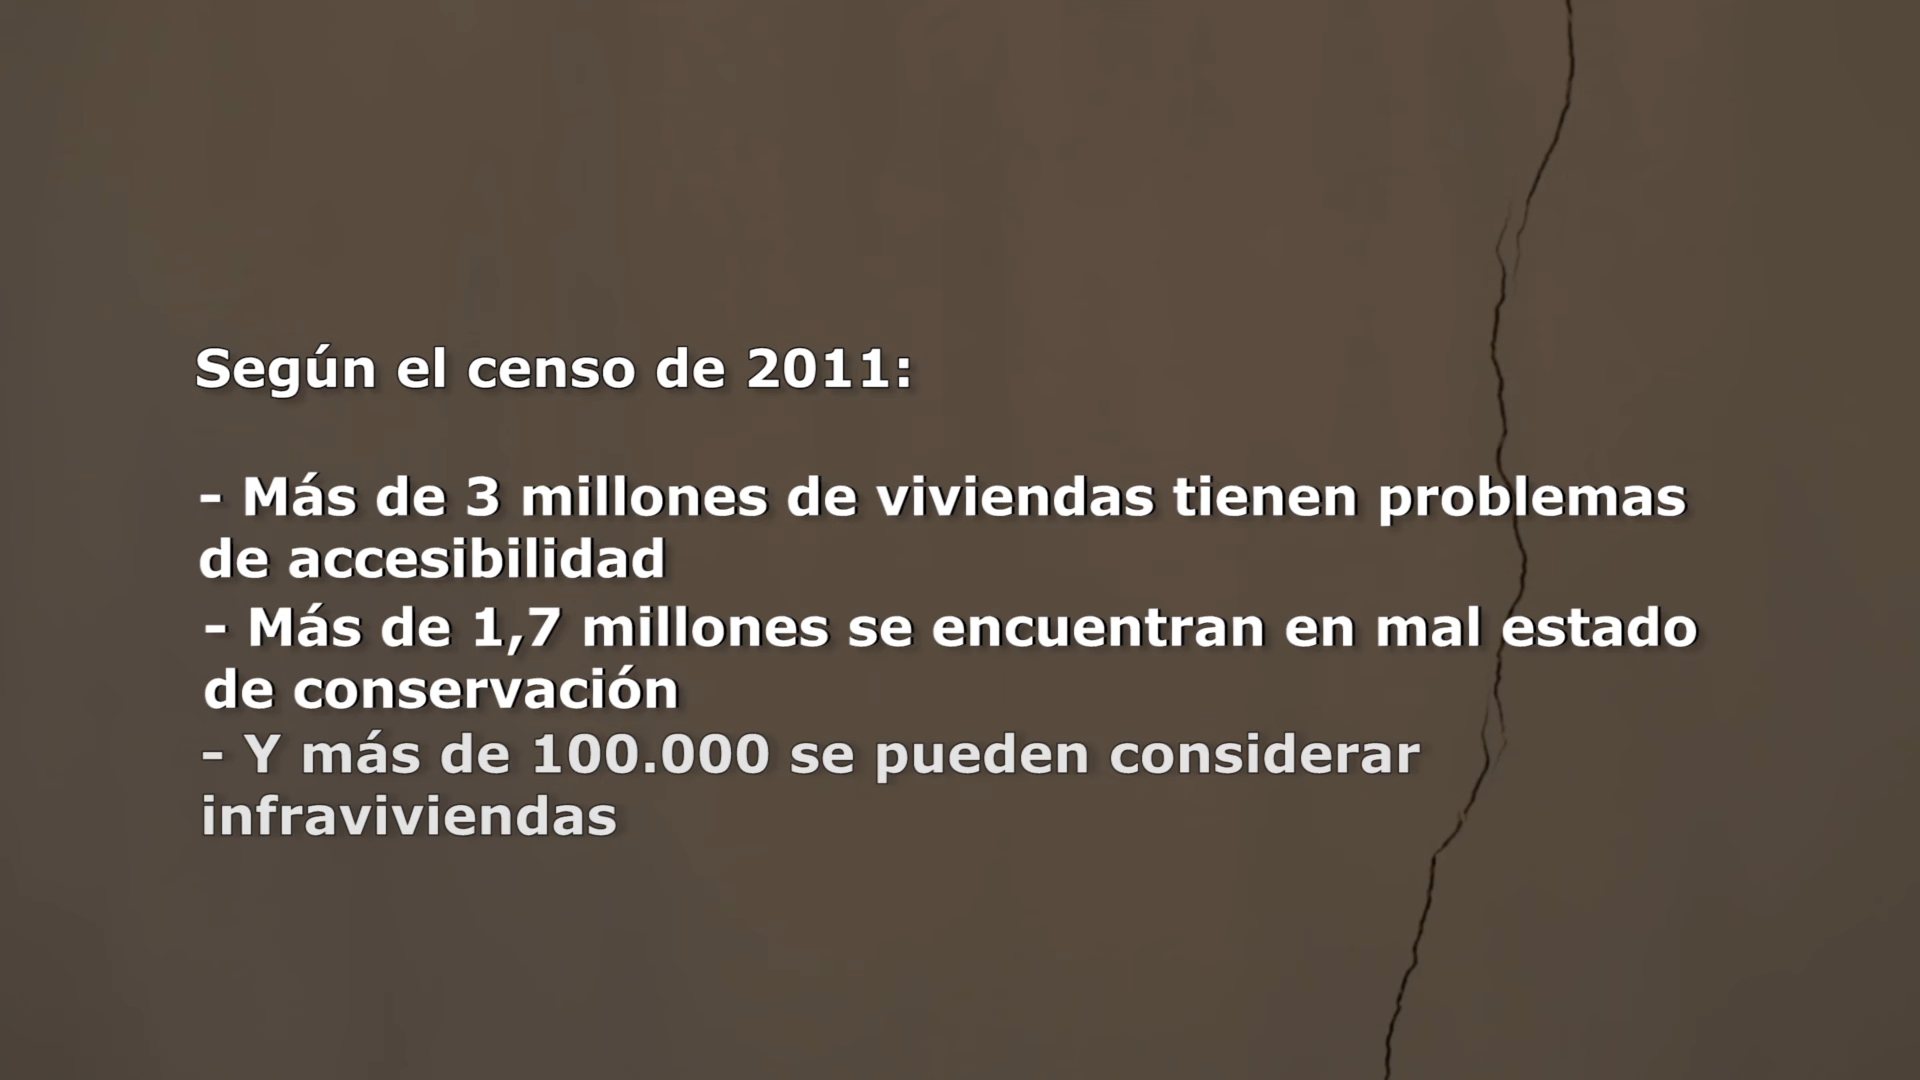 Según el censo de 2011:
- Más de 3 millones de viviendas tienen problemas
de accesibilidad
- Más de 1,7 millones se encuentran en mal estado
de conservación
- Y más de 100.000 se pueden considerar
infraviviendas